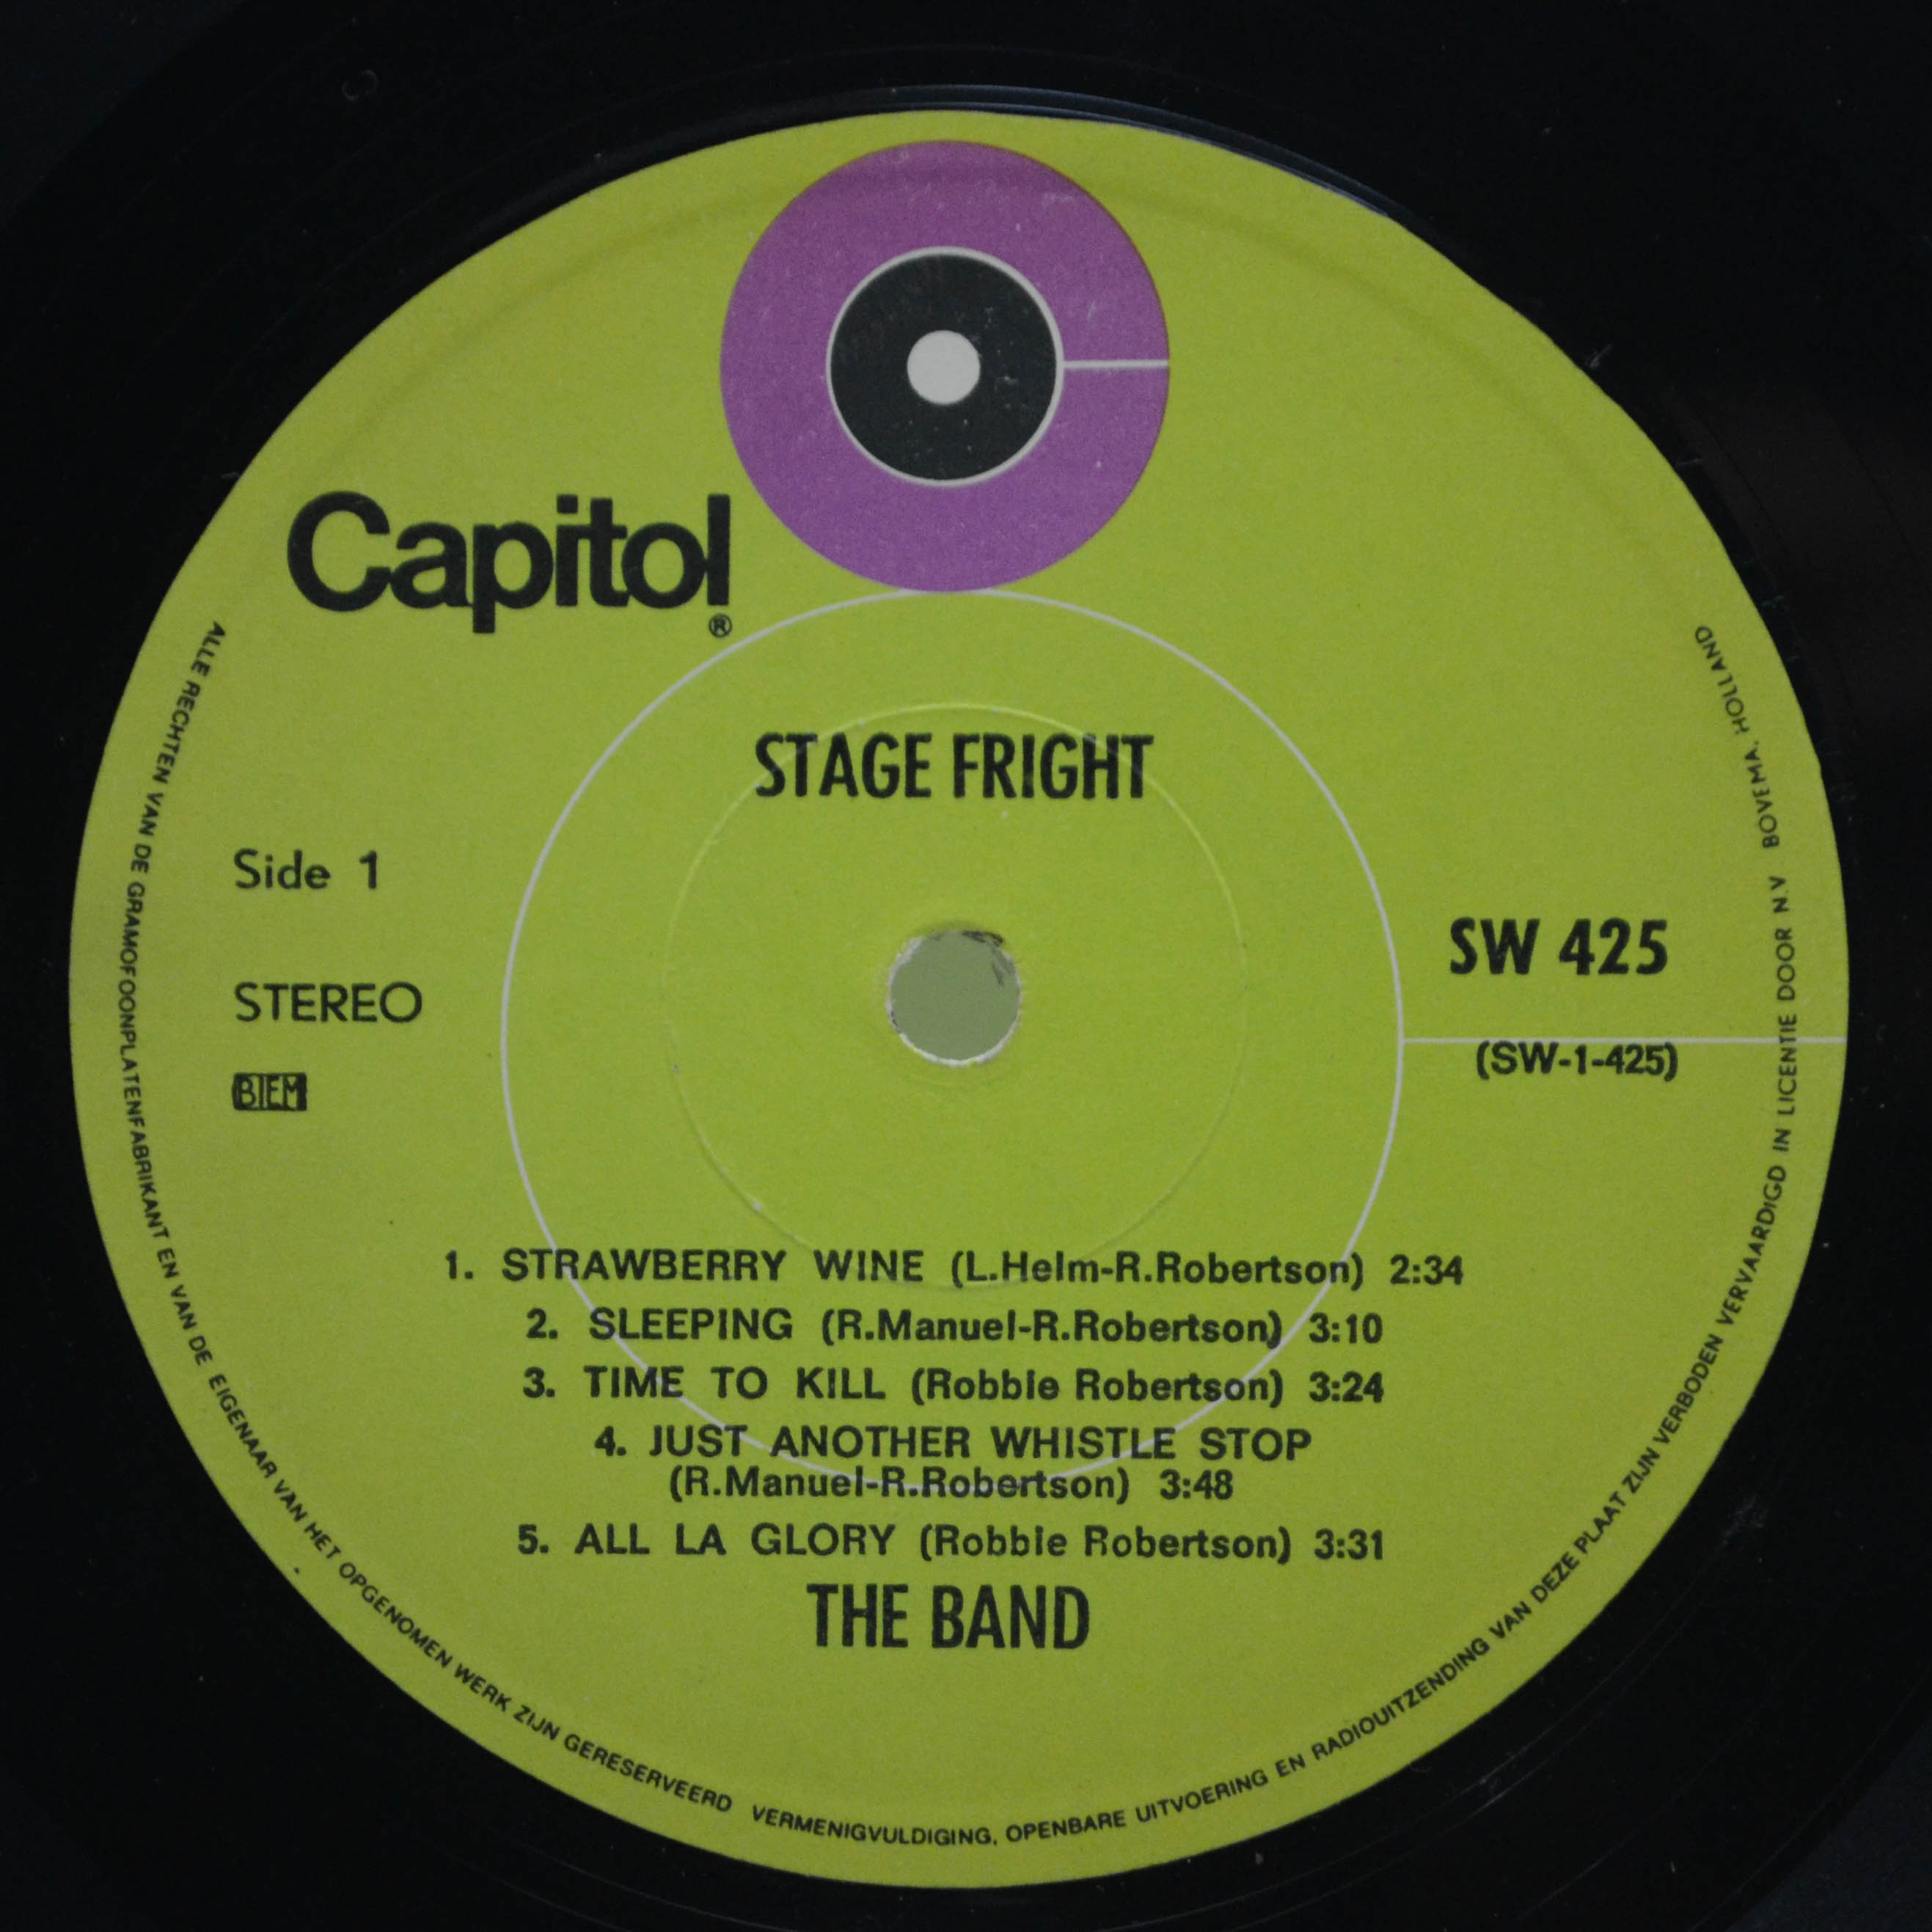 Capitol®
STAGE FRIGHT
Side 1
STEREO
BIEM
SW 425
(SW-1-425)
1. STRAWBERRY WINE (L.Helm-R.Robertson) 2:34
2. SLEEPING (R.Manuel-R.Robertson) 3:10
3. TIME TO KILL (Robbie Robertson) 3:24
4. JUST ANOTHER WHISTLE STOP
(R.Manuel-R.Robertson) 3:48
5. ALL LA GLORY (Robbie Robertson) 3:31
THE BAND
ALLE RECHTEN VAN DE GRAMOFOONPLATENFABRIKANT EN VAN DE EIGENAAR VAN HET OPGENOMEN WERK ZIJN GERESERVEERD VERMENIGVULDIGING, OPENBARE UITVOERING EN RADIOUITZENDING VAN DEZE PLAAT ZIJN VERBODEN VERVAARDIGD IN LICENTIE DOOR N.V BOVEMA, HOLLAND